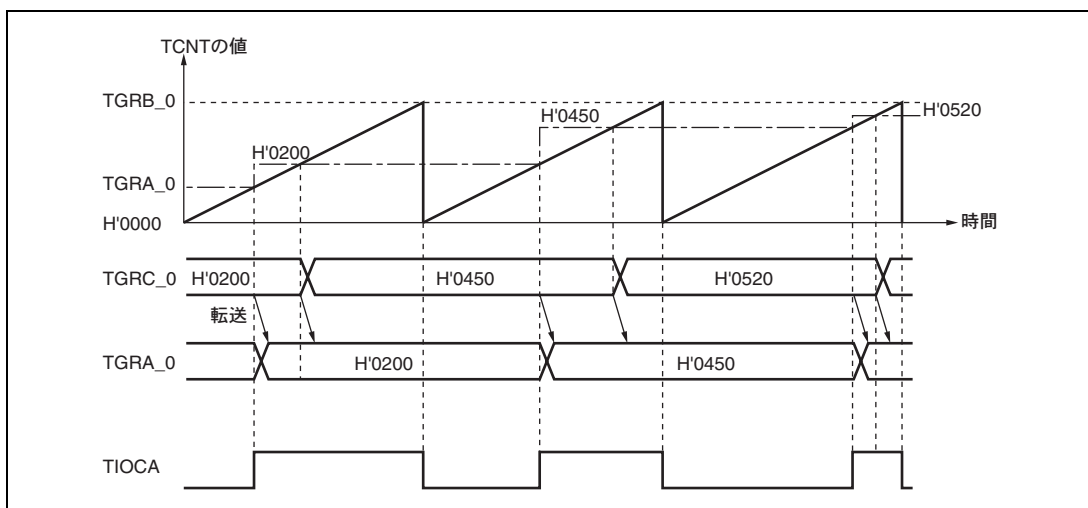 TCNTの値
TGRB_0
H'0450
H'0520
H'0200
TGRA_0
H'0000
時間
TGRC_0
H'0200
H'0450
H'0520
転送
TGRA_0
H'0200
H'0450
TIOCA